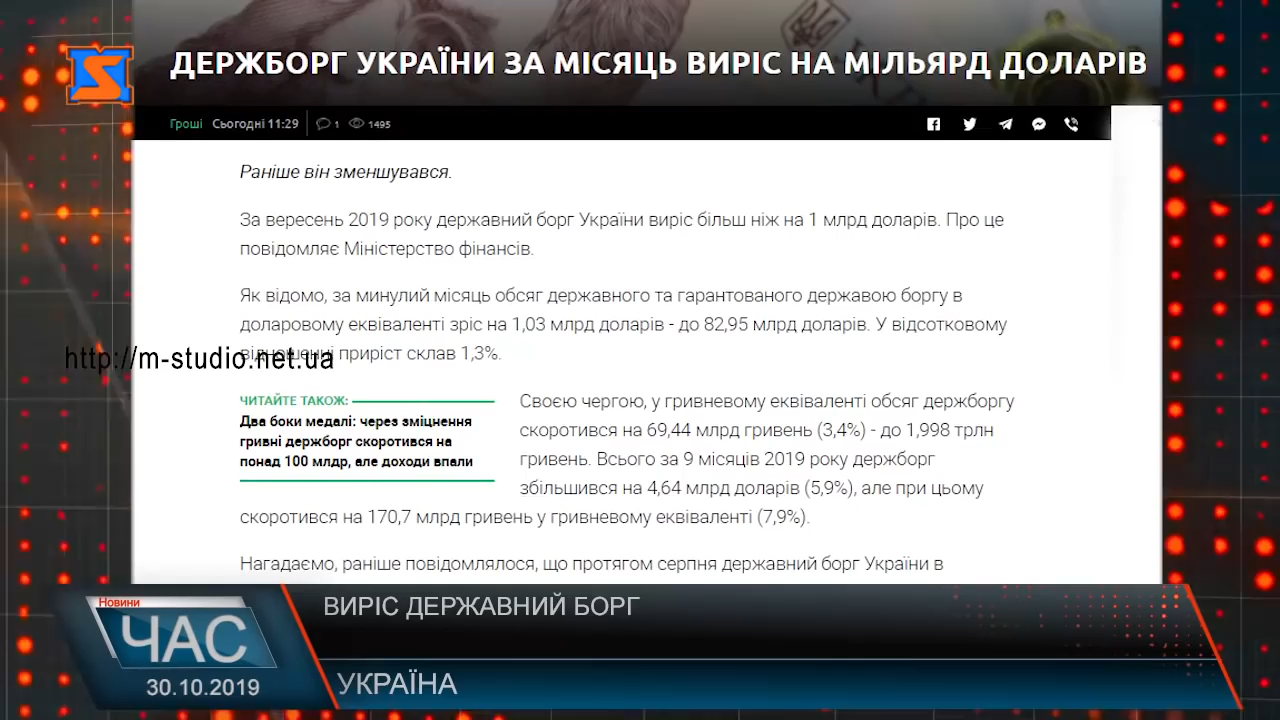 ДЕРЖБОРГ УКРАЇНИ ЗА МІСЯЦЬ ВИРІС НА МІЛЬЯРД ДОЛАРІВ
Гроші Сьогодні 11:29 1 1495
Раніше він зменшувався.
За вересень 2019 року державний борг України виріс більш ніж на 1 млрд доларів. Про це
повідомляє Міністерство фінансів.
Як відомо, за минулий місяць обсяг державного та гарантованого державою боргу в
доларовому еквіваленті зріс на 1,03 млрд доларів - до 82,95 млрд доларів. У відсотковому
відношенні приріст склав 1,3%.
http://m-studio.net.ua
ЧИТАЙТЕ ТАКОЖ:
Два боки медалі: через зміцнення
гривні держборг скоротився на
понад 100 млдр, але доходи впали
Своєю чергою, у гривневому еквіваленті обсяг держборгу
скоротився на 69,44 млрд гривень (3,4%) - до 1,998 трлн
гривень. Всього за 9 місяців 2019 року держборг
збільшився на 4,64 млрд доларів (5,9%), але при цьому
скоротився на 170,7 млрд гривень у гривневому еквіваленті (7,9%).
Нагадаємо, раніше повідомлялося, що протягом серпня державний борг України в
Новини
ЧАС
30.10.2019
ВИРІС ДЕРЖАВНИЙ БОРГ
УКРАЇНА